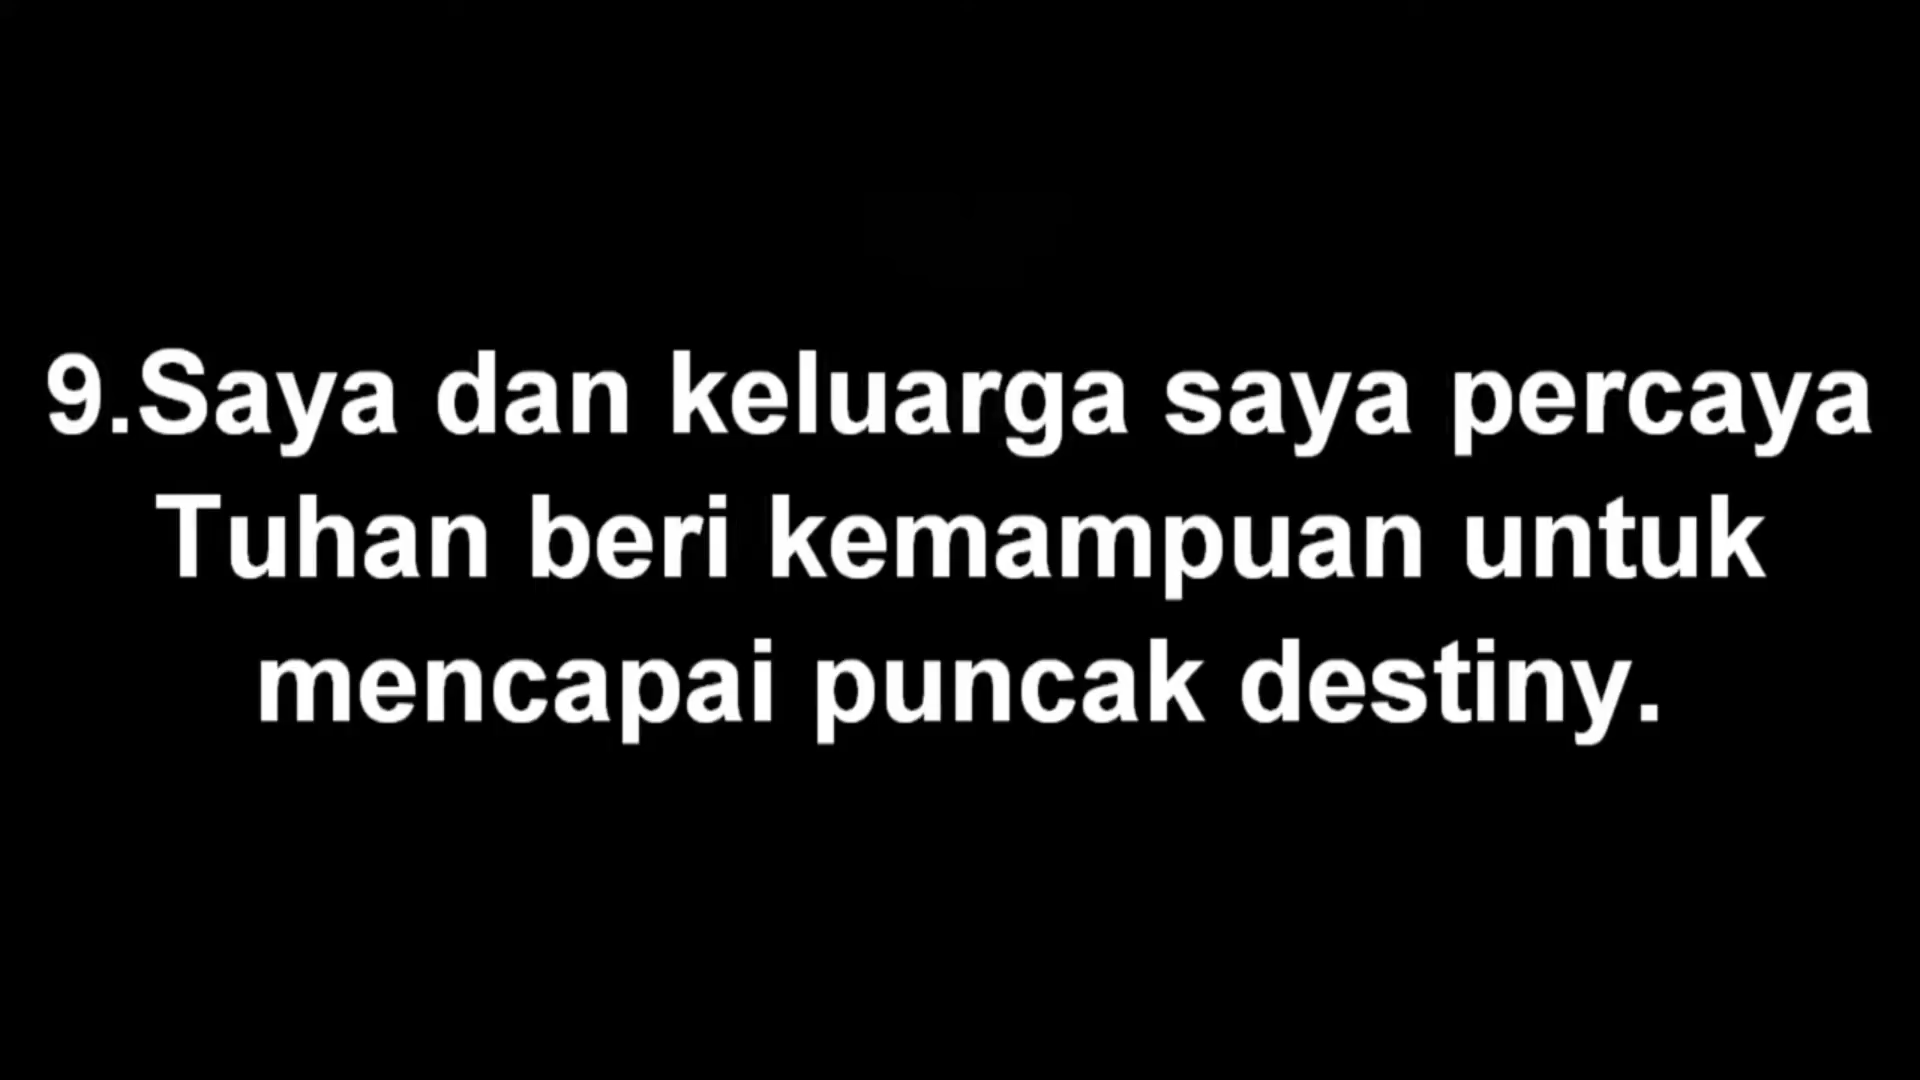 9.Saya dan keluarga saya percaya
Tuhan beri kemampuan untuk
mencapai puncak destiny.